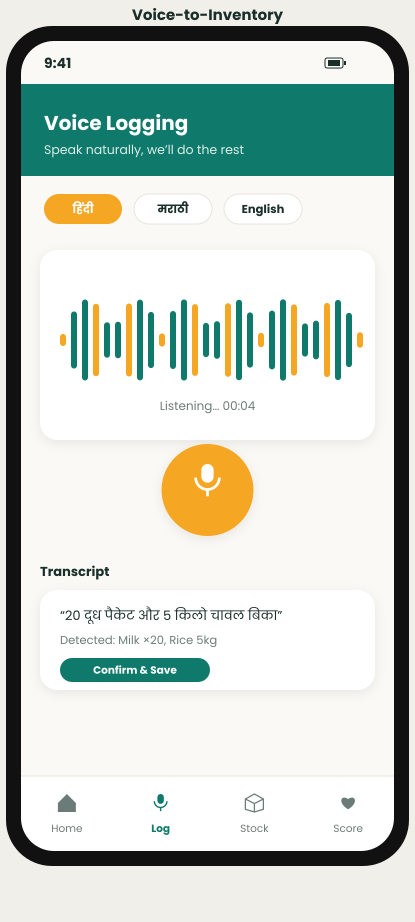 Voice-to-Inventory
9:41
Voice Logging
Speak naturally, we’ll do the rest
हिंदी
मराठी
English
Listening... 00:04
Transcript
“20 दूध पैकेट और 5 किलो चावल बिका”
Detected: Milk ×20, Rice 5kg
Confirm & Save
Home
Log
Stock
Score